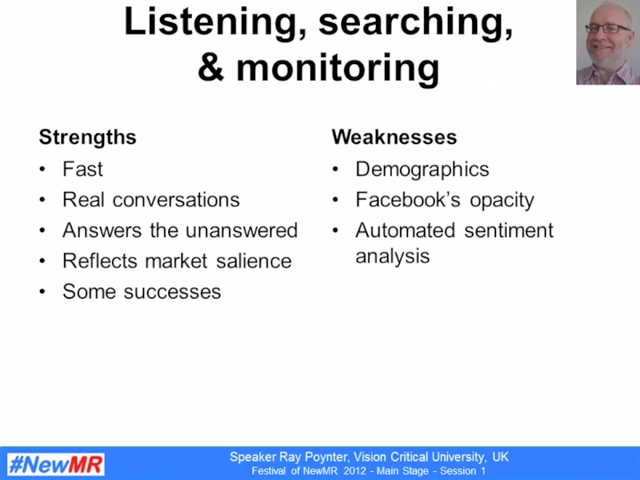 Listening, searching,
& monitoring
Strengths
• Fast
• Real conversations
• Answers the unanswered
• Reflects market salience
• Some successes
Weaknesses
• Demographics
• Facebook’s opacity
• Automated sentiment
analysis
#NewMR
Speaker Ray Poynter, Vision Critical University, UK
Festival of NewMR 2012 - Main Stage - Session 1